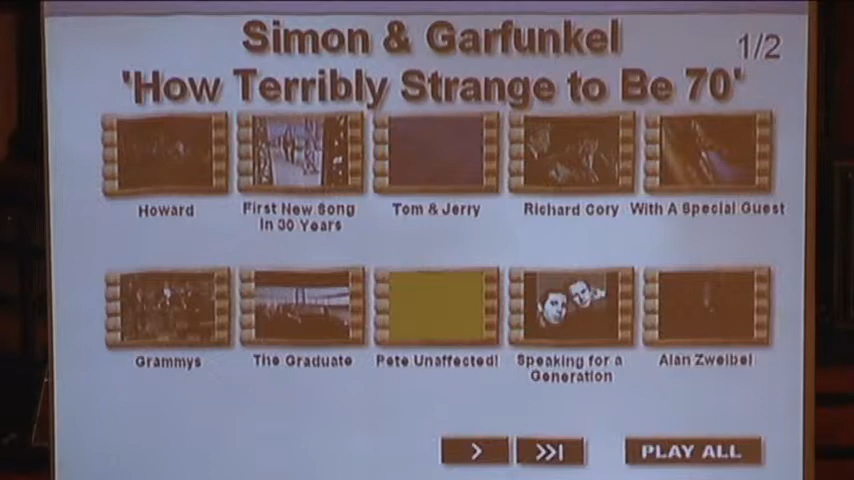 Simon & Garfunkel
1/2
'How Terribly Strange to Be 70'
Howard
First New Song
In 30 Years
Tom & Jerry
Richard Cory
With A Special Guest
Grammys
The Graduate
Pete Unaffected!
Speaking for a
Generation
Alan Zweibel
>
>>|
PLAY ALL